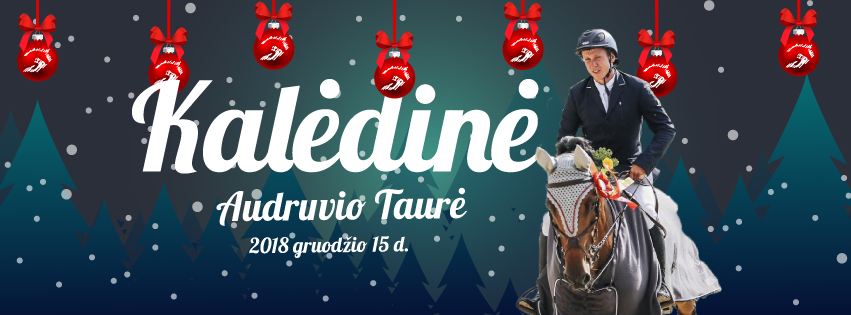 Kalėdinė
Audruvio Taurė
2018 gruodžio 15 d.